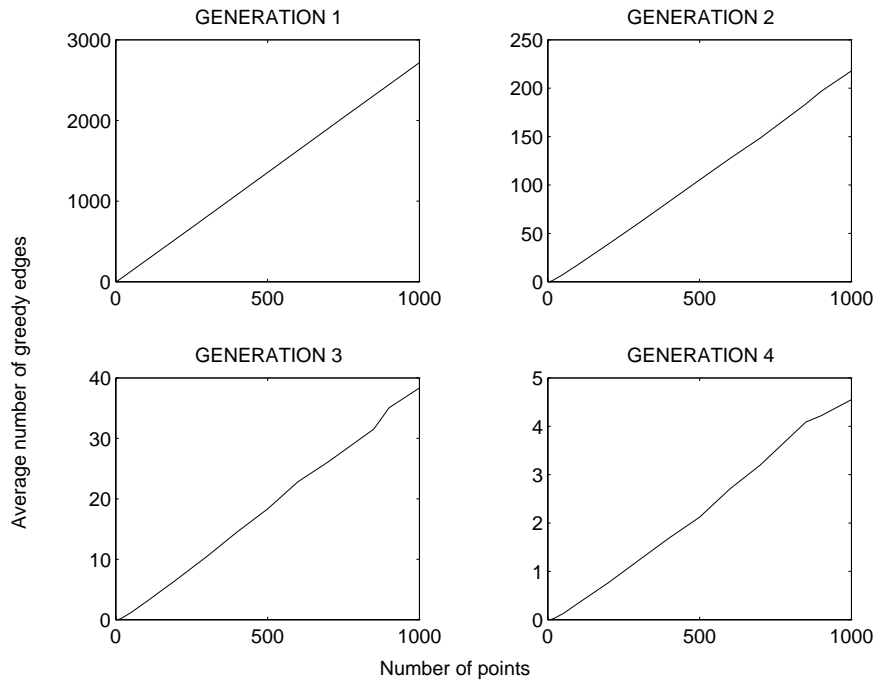 GENERATION 1
3000
2000
1000
0
0 500 1000
GENERATION 2
250
200
150
100
50
0
0 500 1000
Average number of greedy edges
GENERATION 3
40
30
20
10
0
0 500 1000
GENERATION 4
5
4
3
2
1
0
0 500 1000
Number of points